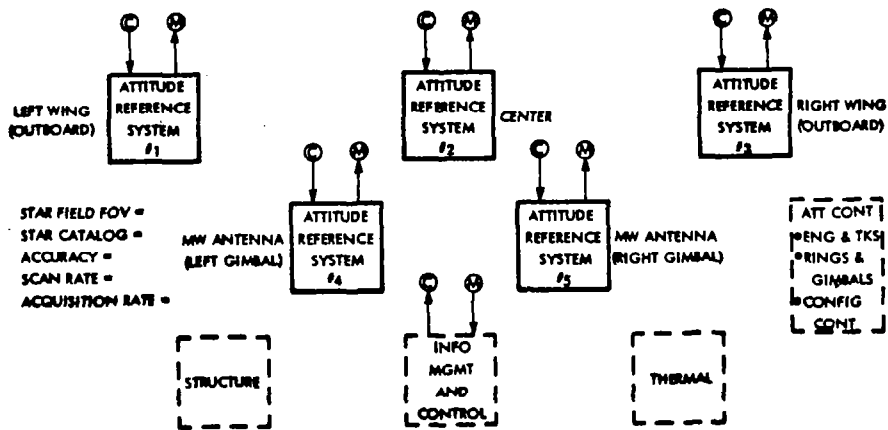 C M
C M
C M
ATTITUDE REFERENCE SYSTEM #1
LEFT WING (OUTBOARD)
ATTITUDE REFERENCE SYSTEM #2
CENTER
ATTITUDE REFERENCE SYSTEM #3
RIGHT WING (OUTBOARD)
C M
C M
STAR FIELD FOV =
STAR CATALOG =
ACCURACY =
SCAN RATE =
ACQUISITION RATE =
MW ANTENNA (LEFT GIMBAL)
ATTITUDE REFERENCE SYSTEM #4
ATTITUDE REFERENCE SYSTEM #5
MW ANTENNA (RIGHT GIMBAL)
ATT CONT
•ENG & TKS
•RINGS & GIMBALS
•CONFIG CONT
C M
STRUCTURE
INFO MGMT AND CONTROL
THERMAL